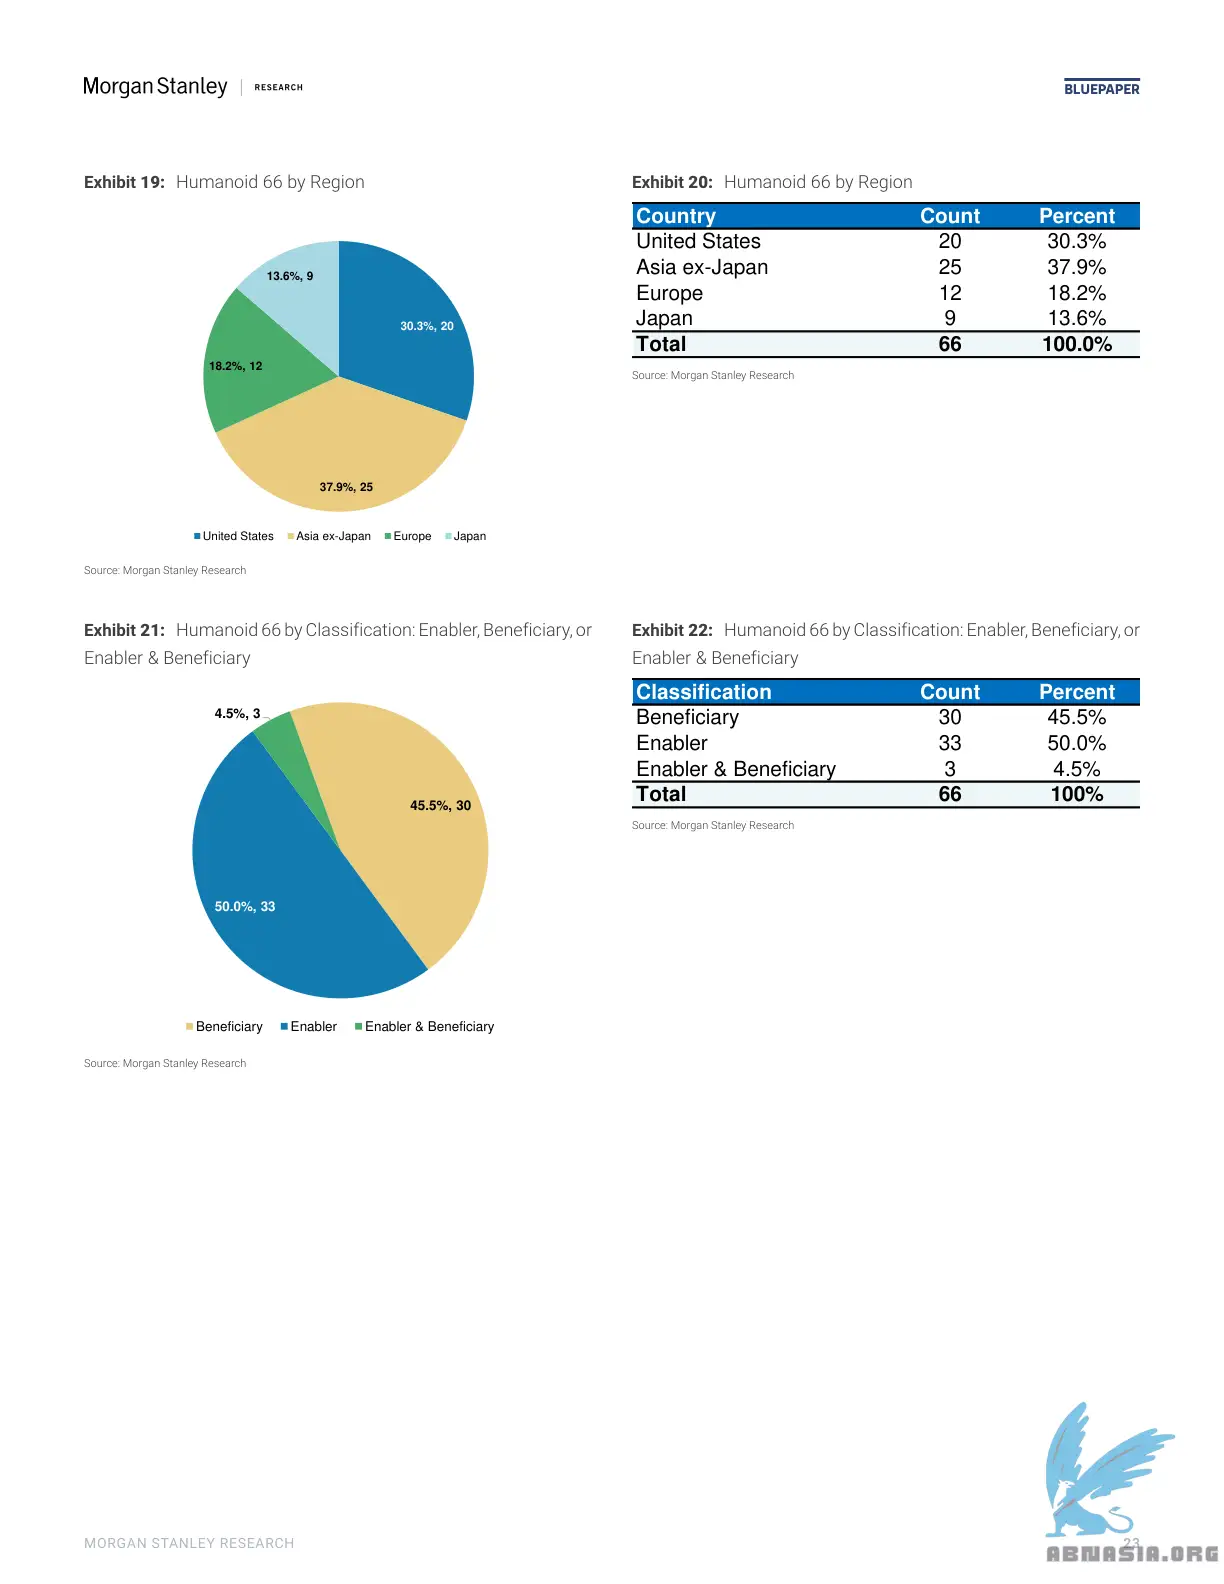 Morgan Stanley | RESEARCH
BLUEPAPER
Exhibit 19: Humanoid 66 by Region
13.6%, 9
30.3%, 20
18.2%, 12
37.9%, 25
United States Asia ex-Japan Europe Japan
Source: Morgan Stanley Research
Exhibit 20: Humanoid 66 by Region
Country Count Percent
United States 20 30.3%
Asia ex-Japan 25 37.9%
Europe 12 18.2%
Japan 9 13.6%
Total 66 100.0%
Source: Morgan Stanley Research
Exhibit 21: Humanoid 66 by Classification: Enabler, Beneficiary, or
Enabler & Beneficiary
4.5%, 3
45.5%, 30
50.0%, 33
Beneficiary Enabler Enabler & Beneficiary
Source: Morgan Stanley Research
Exhibit 22: Humanoid 66 by Classification: Enabler, Beneficiary, or
Enabler & Beneficiary
Classification Count Percent
Beneficiary 30 45.5%
Enabler 33 50.0%
Enabler & Beneficiary 3 4.5%
Total 66 100%
Source: Morgan Stanley Research
MORGAN STANLEY RESEARCH
23
ABNASIA.ORG